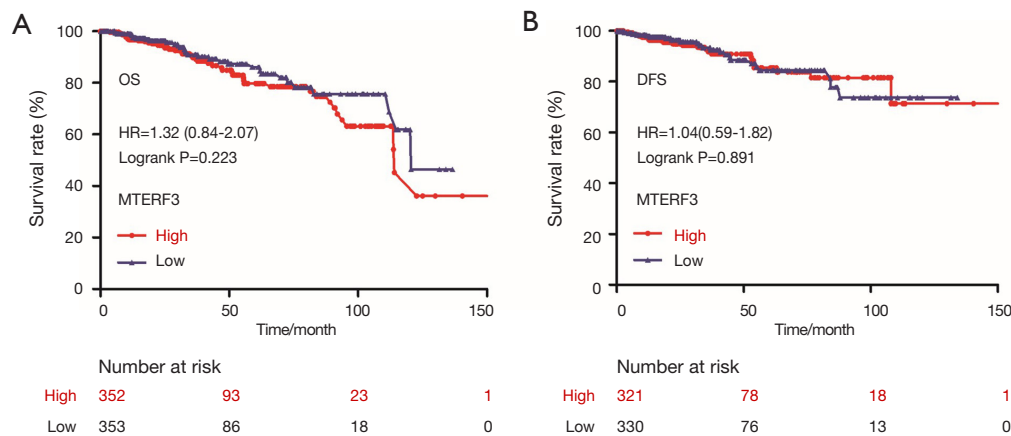 A
100
80
60
40
20
0
Survival rate (%)
OS
HR=1.32 (0.84-2.07)
Logrank P=0.223
MTERF3
High
Low
0 50 100 150
Time/month
Number at risk
High 352 93 23 1
Low 353 86 18 0
B
100
80
60
40
20
0
Survival rate (%)
DFS
HR=1.04(0.59-1.82)
Logrank P=0.891
MTERF3
High
Low
0 50 100 150
Time/month
Number at risk
High 321 78 18 1
Low 330 76 13 0